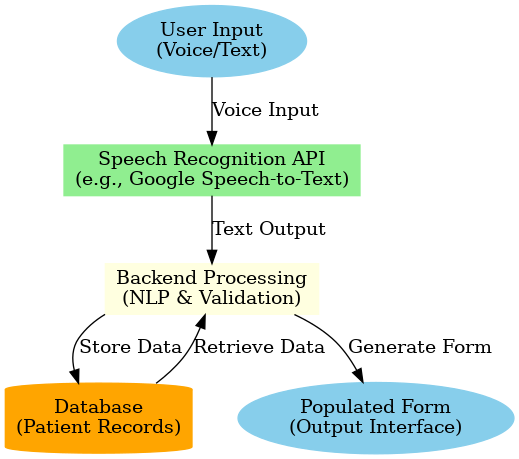 User Input
(Voice/Text)
Voice Input
Speech Recognition API
(e.g., Google Speech-to-Text)
Text Output
Backend Processing
(NLP & Validation)
Store Data
Retrieve Data
Generate Form
Database
(Patient Records)
Populated Form
(Output Interface)